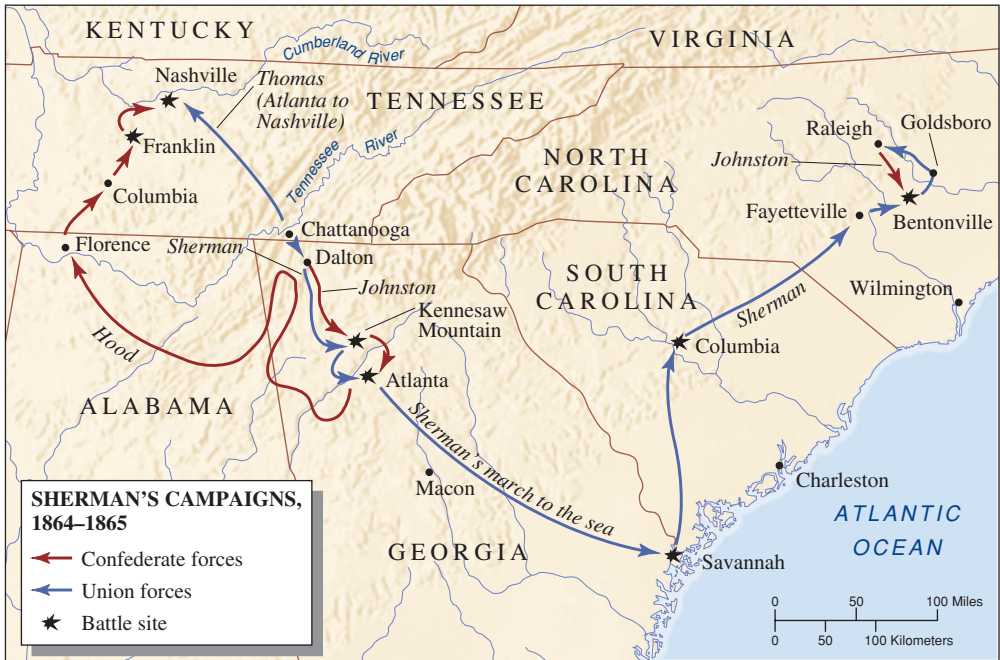 KENTUCKY
VIRGINIA
Cumberland River
Nashville
Thomas
(Atlanta to
Nashville)
TENNESSEE
Franklin
Tennessee River
Raleigh
Goldsboro
Johnston
NORTH
CAROLINA
Columbia
Fayetteville
Bentonville
Chattanooga
Florence
Sherman
Dalton
SOUTH
CAROLINA
Johnston
Kennesaw
Mountain
Wilmington
Sherman
Hood
Columbia
Atlanta
ALABAMA
Sherman's march to the sea
Macon
Charleston
ATLANTIC
OCEAN
GEORGIA
Savannah
SHERMAN'S CAMPAIGNS,
1864–1865
Confederate forces
Union forces
Battle site
0 50 100 Miles
0 50 100 Kilometers